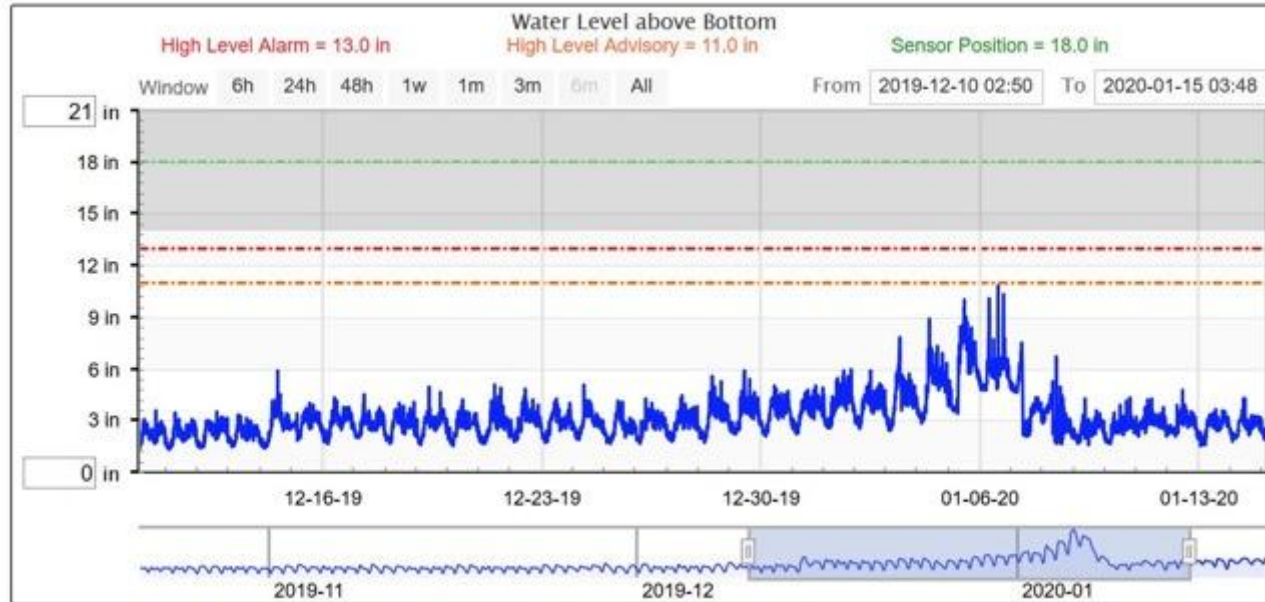 Water Level above Bottom
High Level Alarm = 13.0 in High Level Advisory = 11.0 in Sensor Position = 18.0 in
Window 6h 24h 48h 1w 1m 3m 6m All From 2019-12-10 02:50 To 2020-01-15 03:48
21 in
18 in
15 in
12 in
9 in
6 in
3 in
0 in
12-16-19 12-23-19 12-30-19 01-06-20 01-13-20
2019-11 2019-12 2020-01